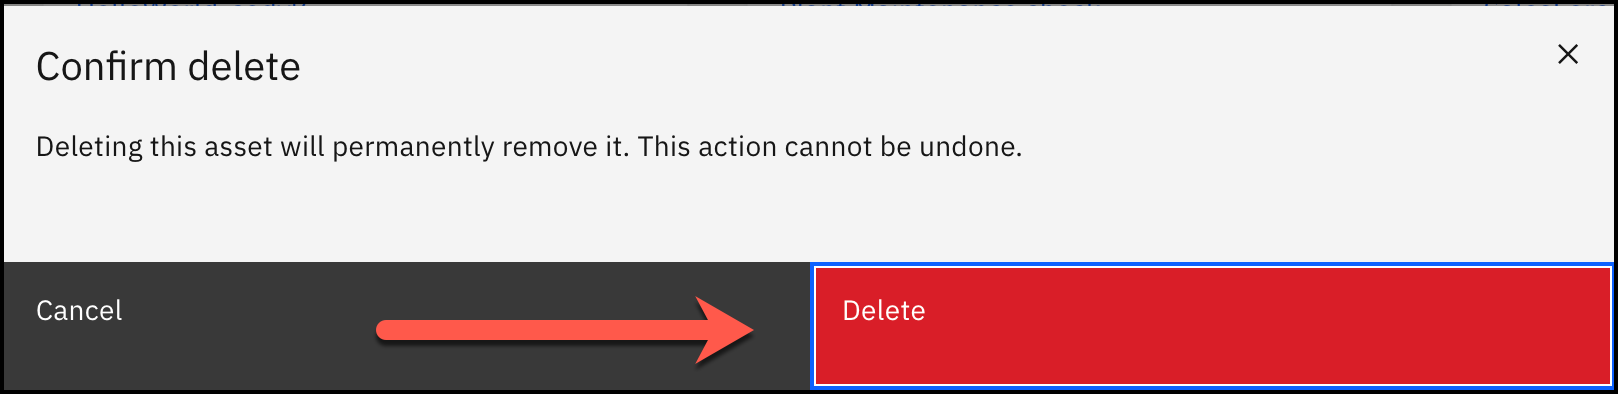 Confirm delete
Deleting this asset will permanently remove it. This action cannot be undone.
Cancel
Delete